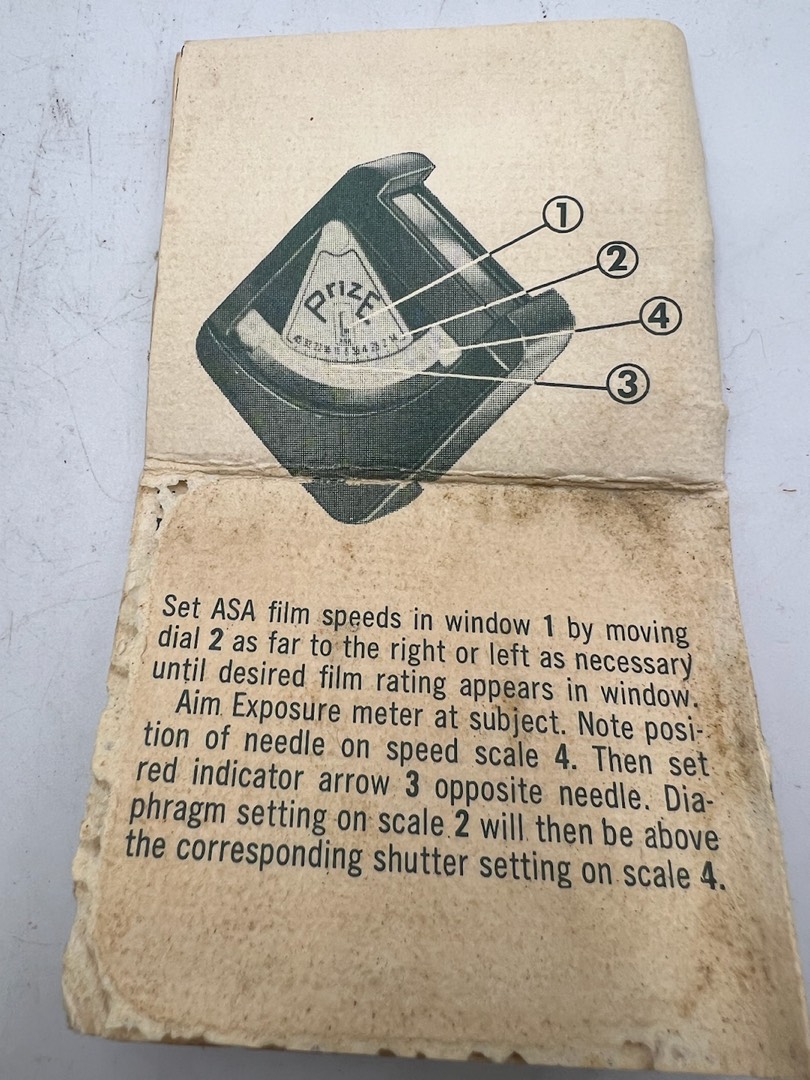 PrizE
1
2
4
3
Set ASA film speeds in window 1 by moving
dial 2 as far to the right or left as necessary
until desired film rating appears in window.
Aim Exposure meter at subject. Note posi-
tion of needle on speed scale 4. Then set
red indicator arrow 3 opposite needle. Dia-
phragm setting on scale 2 will then be above
the corresponding shutter setting on scale 4.